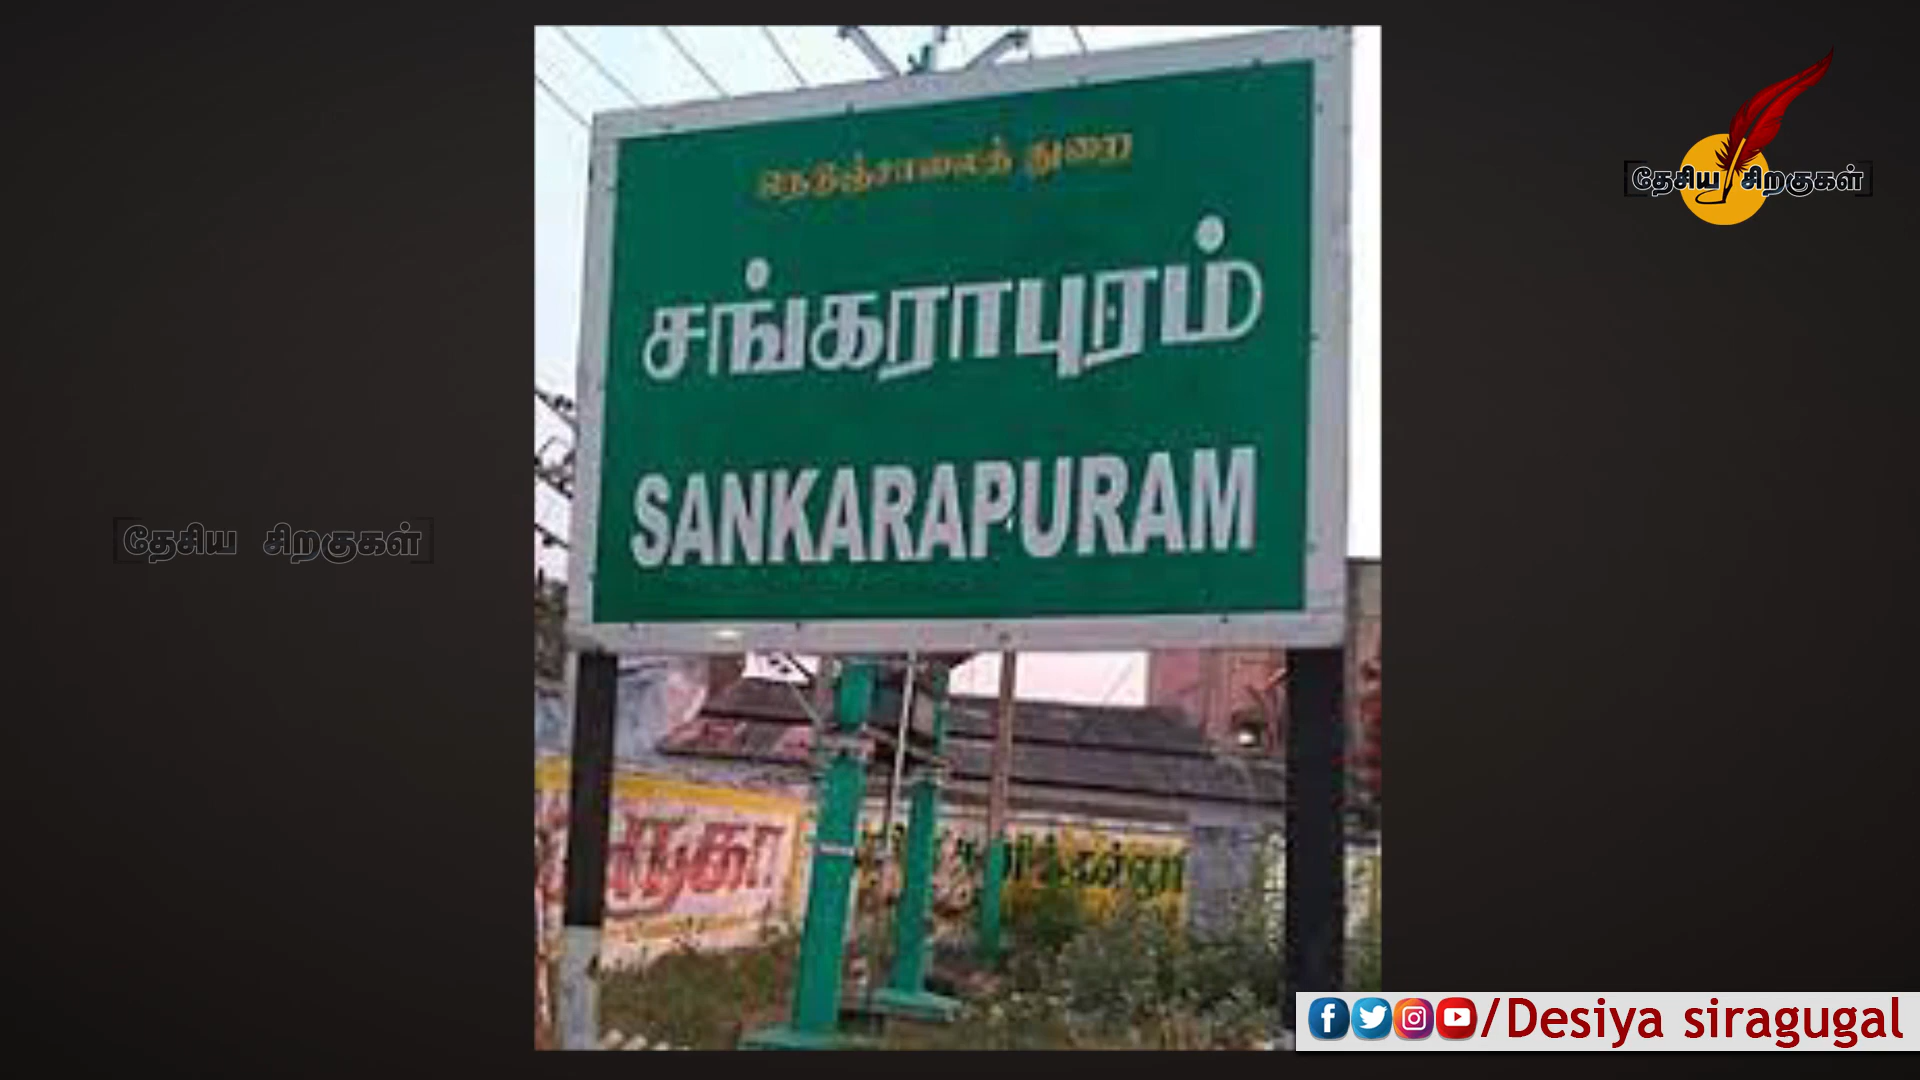 தேசிய சிறகுகள்
நெடுஞ்சாலைத் துறை
சங்கராபுரம்
SANKARAPURAM
தேசிய சிறகுகள்
/Desiya siragugal